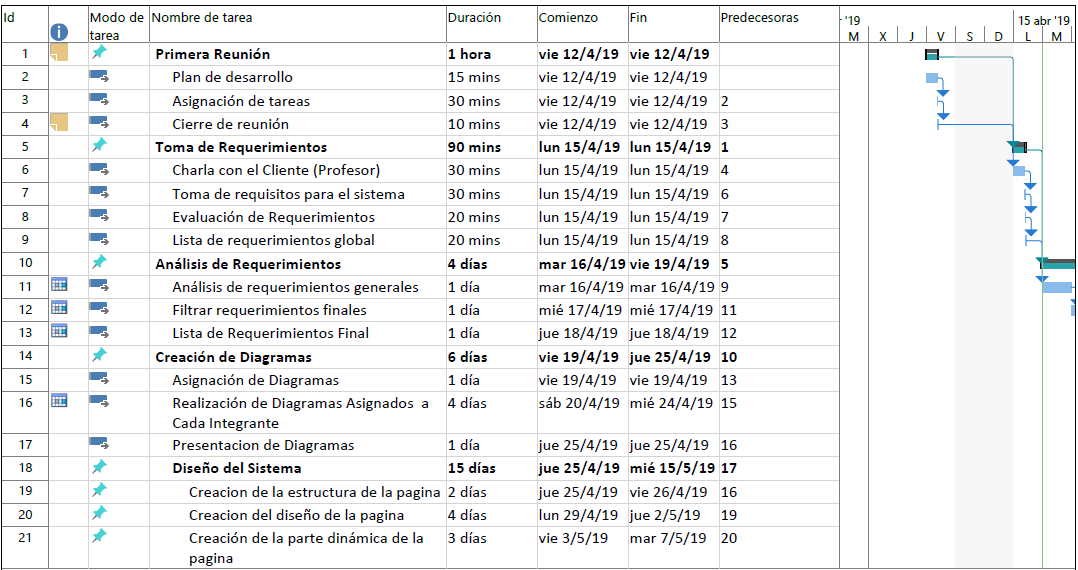 Id Modo de tarea Nombre de tarea Duración Comienzo Fin Predecesoras '19 15 abr '19
M X J V S D L M
1 Primera Reunión 1 hora vie 12/4/19 vie 12/4/19
2 Plan de desarrollo 15 mins vie 12/4/19 vie 12/4/19
3 Asignación de tareas 30 mins vie 12/4/19 vie 12/4/19 2
4 Cierre de reunión 10 mins vie 12/4/19 vie 12/4/19 3
5 Toma de Requerimientos 90 mins lun 15/4/19 lun 15/4/19 1
6 Charla con el Cliente (Profesor) 30 mins lun 15/4/19 lun 15/4/19 4
7 Toma de requisitos para el sistema 30 mins lun 15/4/19 lun 15/4/19 6
8 Evaluación de Requerimientos 20 mins lun 15/4/19 lun 15/4/19 7
9 Lista de requerimientos global 20 mins lun 15/4/19 lun 15/4/19 8
10 Análisis de Requerimientos 4 días mar 16/4/19 vie 19/4/19 5
11 Análisis de requerimientos generales 1 día mar 16/4/19 mar 16/4/19 9
12 Filtrar requerimientos finales 1 día mié 17/4/19 mié 17/4/19 11
13 Lista de Requerimientos Final 1 día jue 18/4/19 jue 18/4/19 12
14 Creación de Diagramas 6 días vie 19/4/19 jue 25/4/19 10
15 Asignación de Diagramas 1 día vie 19/4/19 vie 19/4/19 13
16 Realización de Diagramas Asignados a 4 días sáb 20/4/19 mié 24/4/19 15
Cada Integrante
17 Presentacion de Diagramas 1 día jue 25/4/19 jue 25/4/19 16
18 Diseño del Sistema 15 días jue 25/4/19 mié 15/5/19 17
19 Creacion de la estructura de la pagina 2 días jue 25/4/19 vie 26/4/19 16
20 Creacion del diseño de la pagina 4 días lun 29/4/19 jue 2/5/19 19
21 Creación de la parte dinámica de la 3 días vie 3/5/19 mar 7/5/19 20
pagina